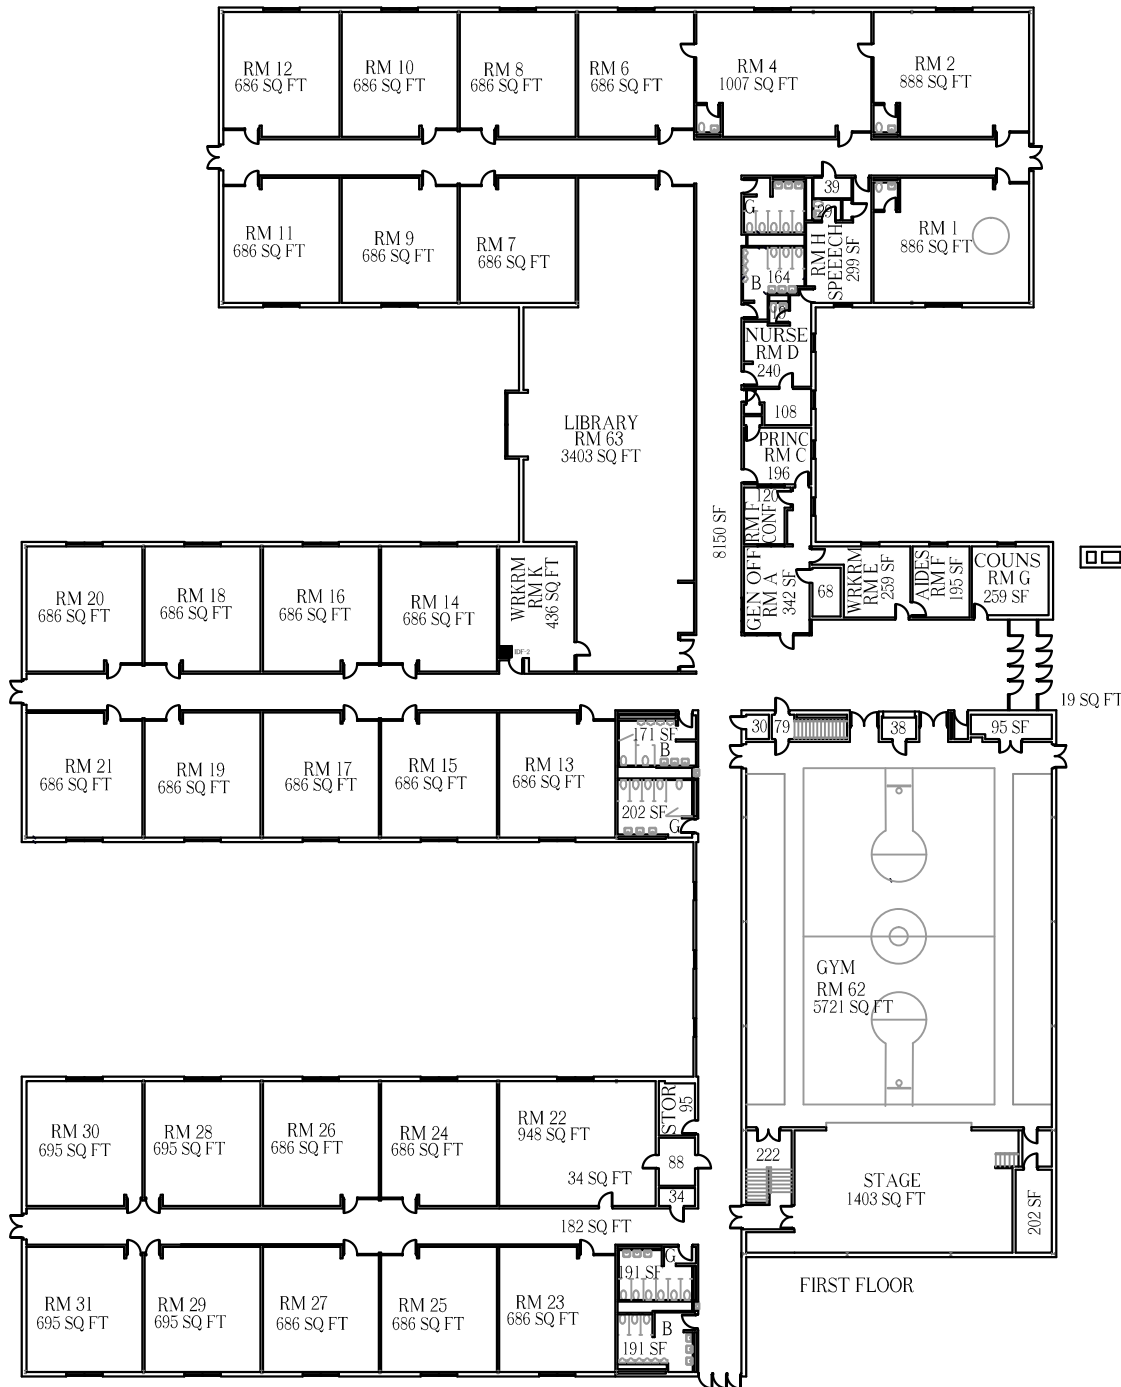 RM 12
686 SQ FT
RM 10
686 SQ FT
RM 8
686 SQ FT
RM 6
686 SQ FT
RM 4
1007 SQ FT
RM 2
888 SQ FT
RM 11
686 SQ FT
RM 9
686 SQ FT
RM 7
686 SQ FT
G
39
RM H
SPEEECH
299 SF
RM 1
886 SQ FT
B
164
NURSE
RM D
240
108
LIBRARY
RM 63
3403 SQ FT
PRINC
RM C
196
8150 SF
120
RM F
CONF
GEN OFF
RM A
342 SF
68
WRKRM
RM E
259 SF
AIDES
RM F
195 SF
COUNS
RM G
259 SF
RM 20
686 SQ FT
RM 18
686 SQ FT
RM 16
686 SQ FT
RM 14
686 SQ FT
WRKRM
RM K
436 SQ FT
IDF-2
19 SQ FT
RM 21
686 SQ FT
RM 19
686 SQ FT
RM 17
686 SQ FT
RM 15
686 SQ FT
RM 13
686 SQ FT
171 SF
B
202 SF
G
30
79
38
95 SF
GYM
RM 62
5721 SQ FT
RM 30
695 SQ FT
RM 28
695 SQ FT
RM 26
686 SQ FT
RM 24
686 SQ FT
RM 22
948 SQ FT
34 SQ FT
STOR
95
88
34
182 SQ FT
222
STAGE
1403 SQ FT
202 SF
RM 31
695 SQ FT
RM 29
695 SQ FT
RM 27
686 SQ FT
RM 25
686 SQ FT
RM 23
686 SQ FT
G
191 SF
B
191 SF
FIRST FLOOR